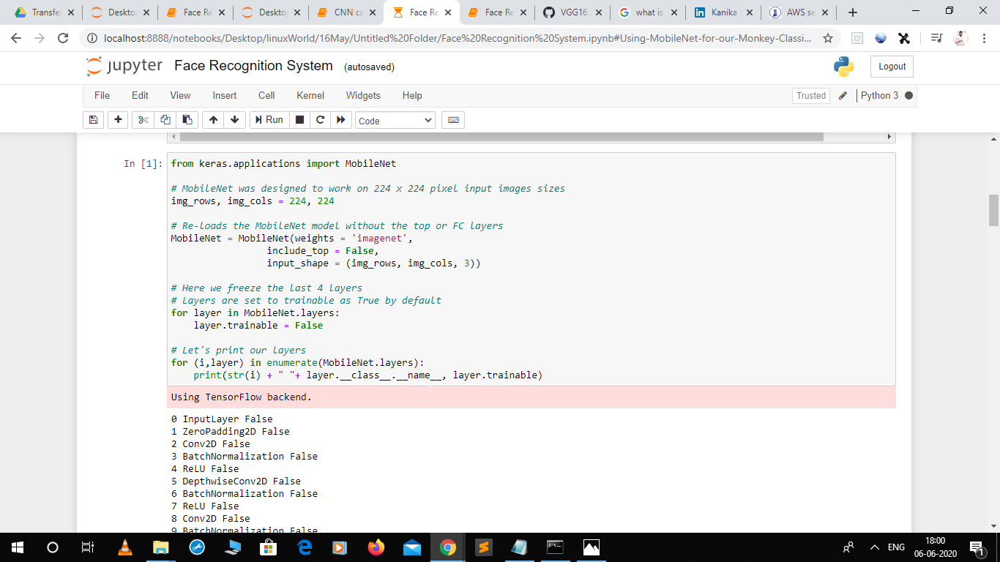 Transfe
Deskto
Face Re
Deskto
CNN ca
Face Re
Face Re
VGG16
what is
Kanika
AWS se
localhost:8888/notebooks/Desktop/linuxWorld/16May/Untitled%20Folder/Face%20Recognition%20System.ipynb#Using-MobileNet-for-our-Monkey-Classi...
jupyter Face Recognition System (autosaved)
Logout
File Edit View Insert Cell Kernel Widgets Help
Trusted
Python 3
Run
Code
In [1]:
from keras.applications import MobileNet
# MobileNet was designed to work on 224 x 224 pixel input images sizes
img_rows, img_cols = 224, 224
# Re-loads the MobileNet model without the top or FC layers
MobileNet = MobileNet(weights = 'imagenet',
include_top = False,
input_shape = (img_rows, img_cols, 3))
# Here we freeze the last 4 layers
# Layers are set to trainable as True by default
for layer in MobileNet.layers:
layer.trainable = False
# Let's print our layers
for (i,layer) in enumerate(MobileNet.layers):
print(str(i) + " "+ layer.__class__.__name__, layer.trainable)
Using TensorFlow backend.
0 InputLayer False
1 ZeroPadding2D False
2 Conv2D False
3 BatchNormalization False
4 ReLU False
5 DepthwiseConv2D False
6 BatchNormalization False
7 ReLU False
8 Conv2D False
9 BatchNormalization False
ENG
18:00
06-06-2020
1